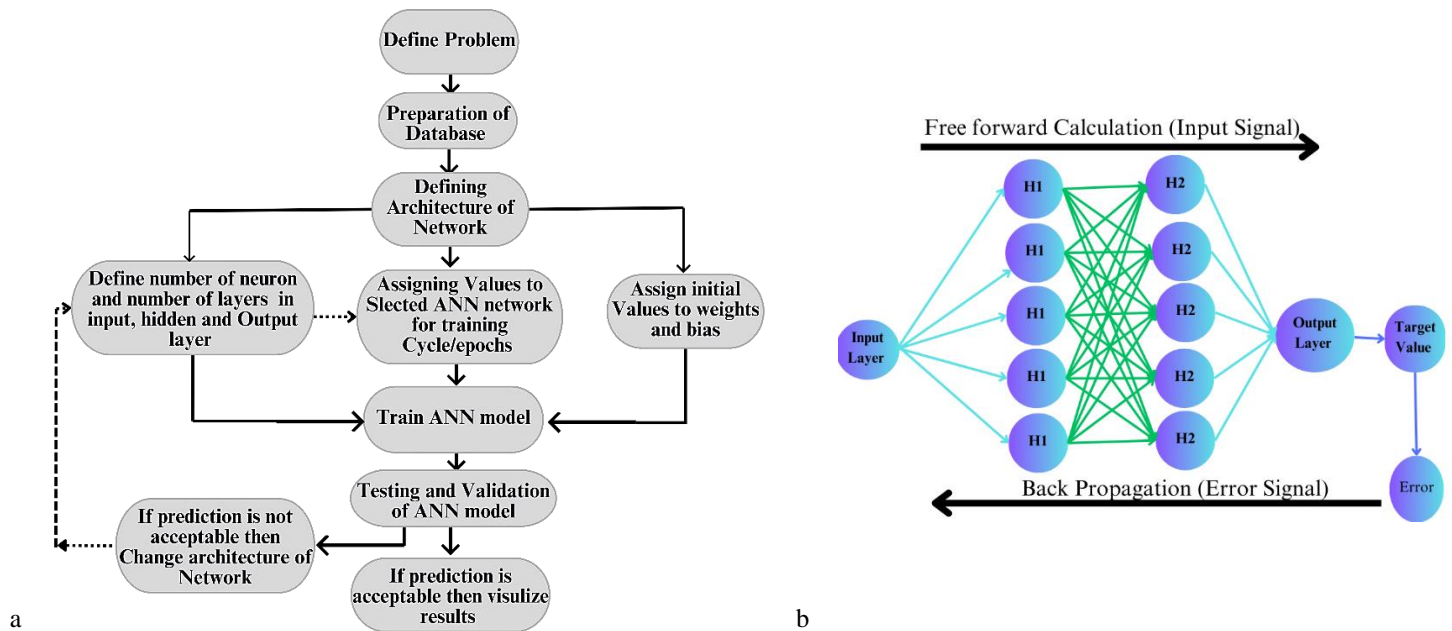 Define Problem
Preparation of
Database
Defining
Architecture of
Network
Define number of neuron
and number of layers in
input, hidden and Output
layer
Assigning Values to
Slected ANN network
for training
Cycle/epochs
Assign initial
Values to weights
and bias
Train ANN model
Testing and Validation
of ANN model
If prediction is not
acceptable then
Change architecture of
Network
If prediction is
acceptable then visulize
results
a
Free forward Calculation (Input Signal)
Input
Layer
H1
H1
H1
H1
H1
H2
H2
H2
H2
H2
Output
Layer
Target
Value
Error
Back Propagation (Error Signal)
b